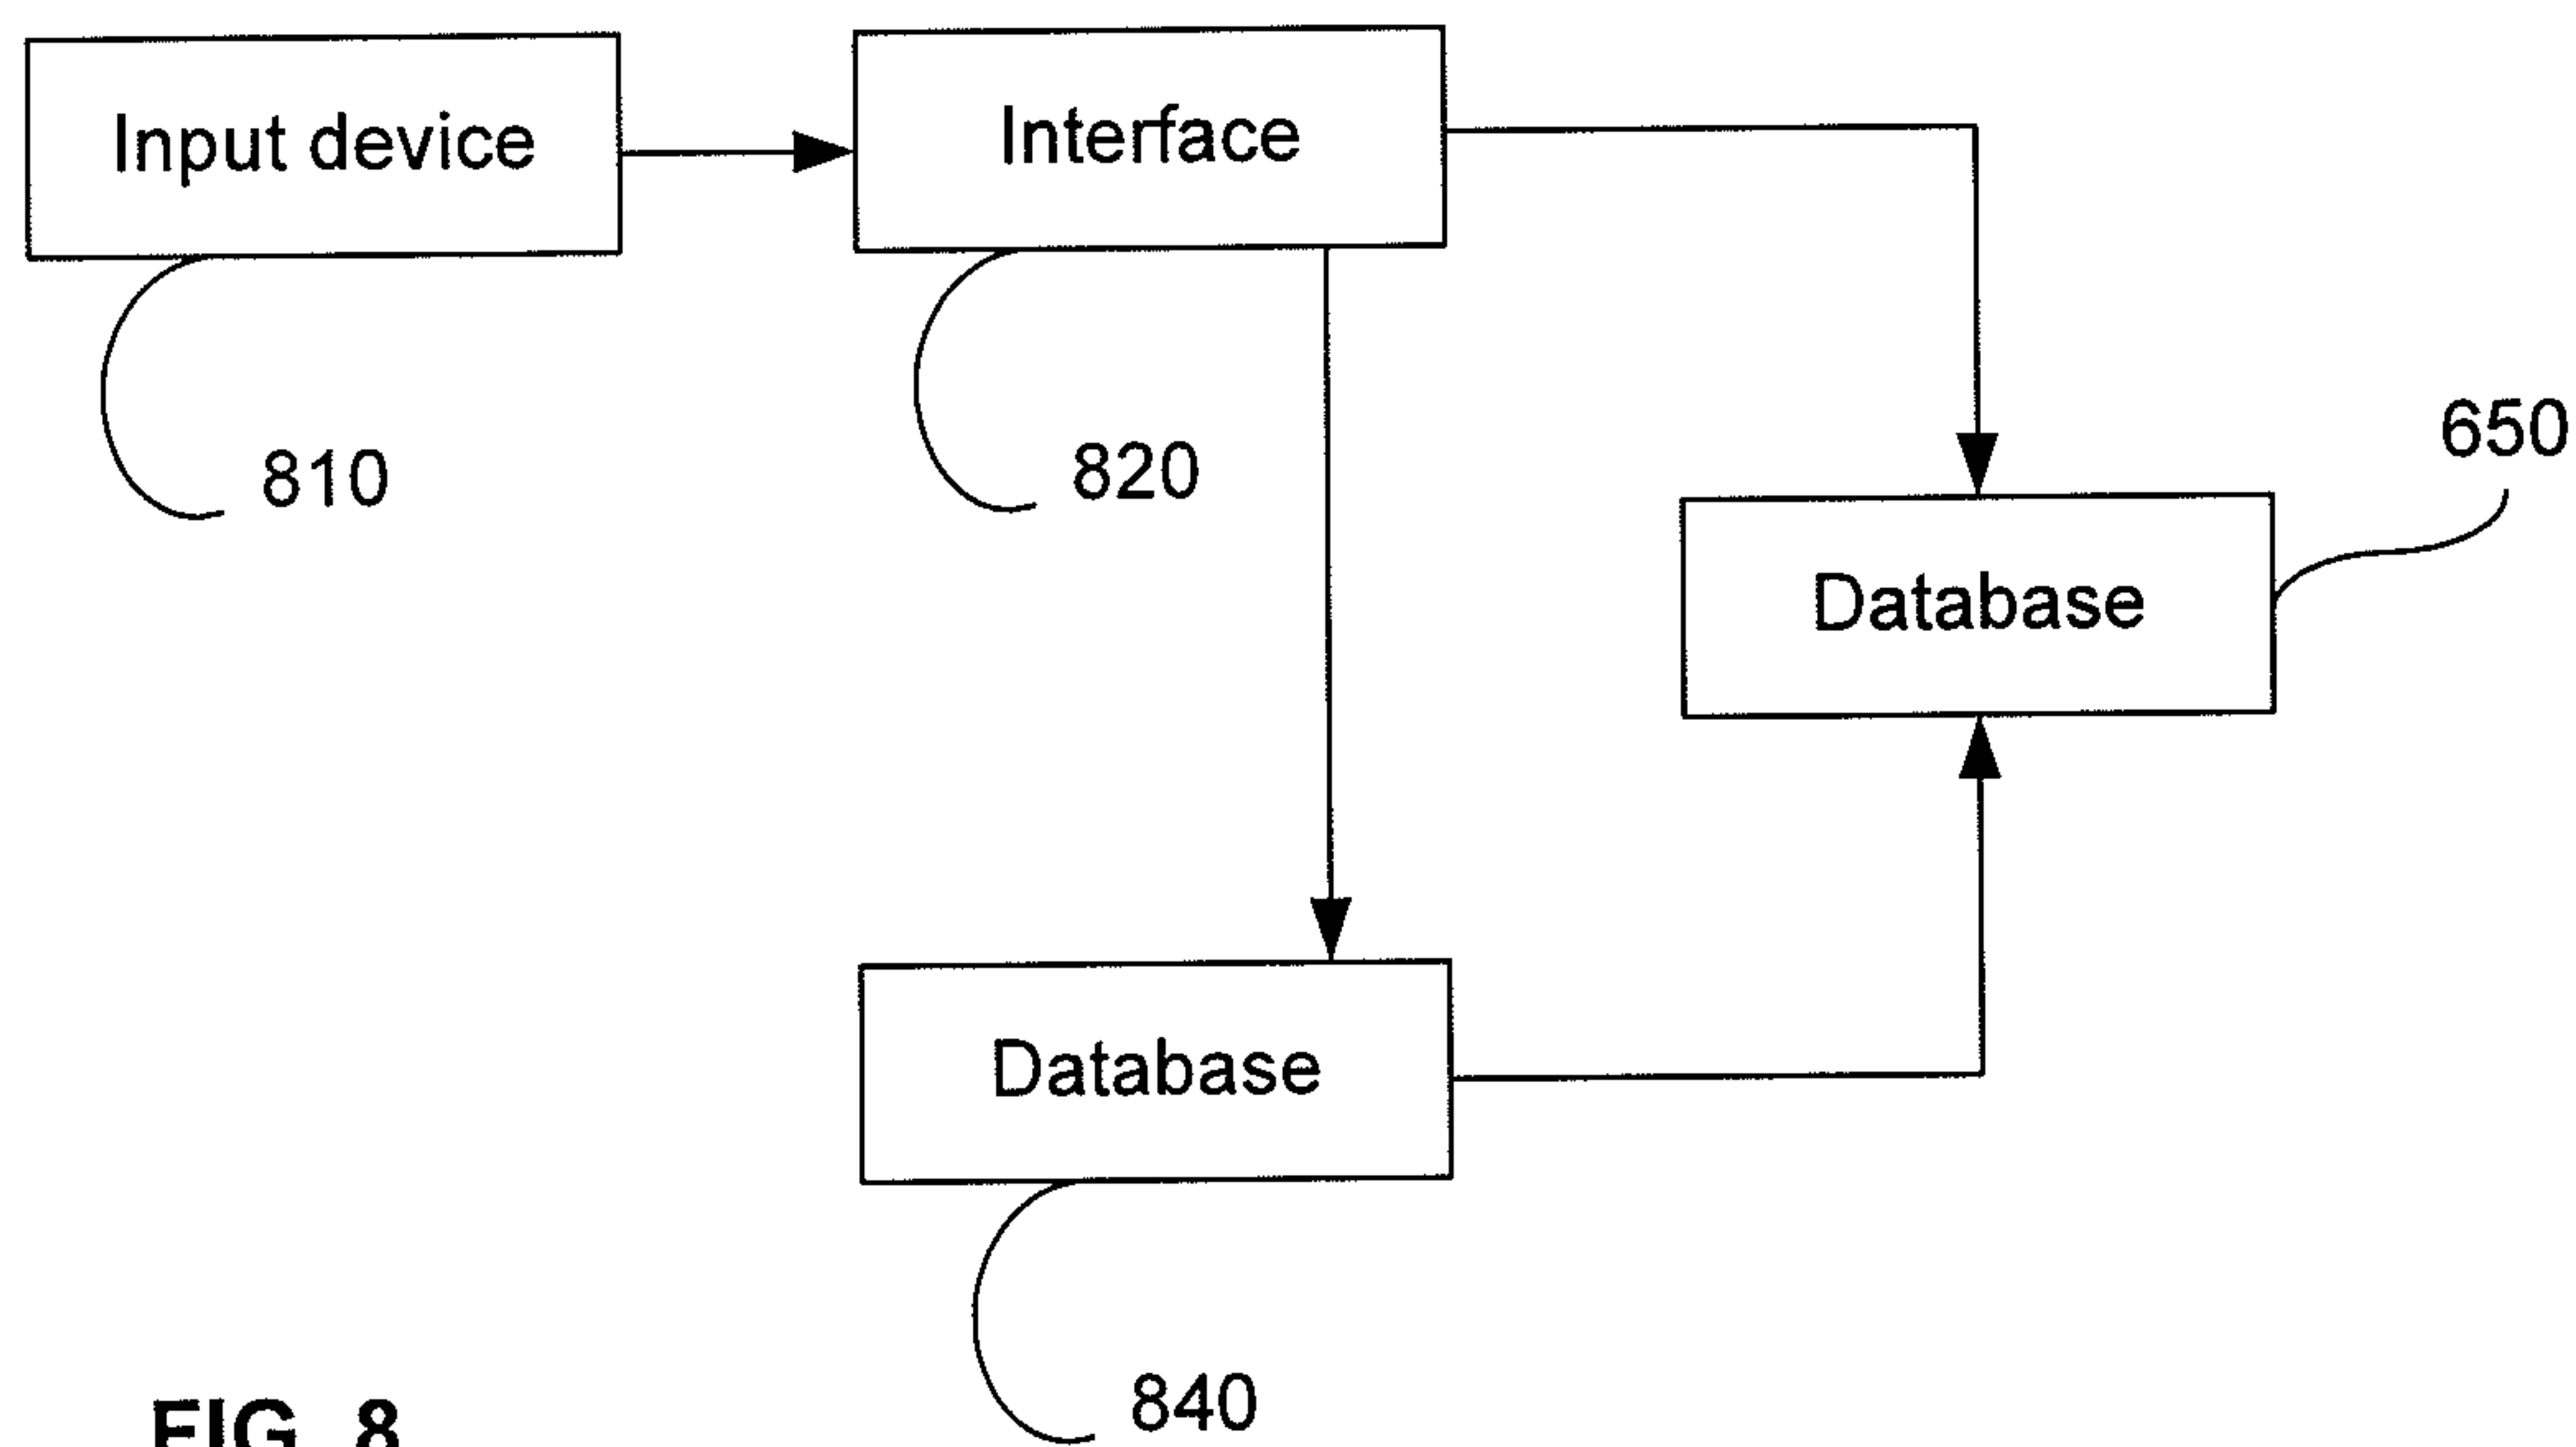 Input device
Interface
810
820
650
Database
Database
840
FIG. 8